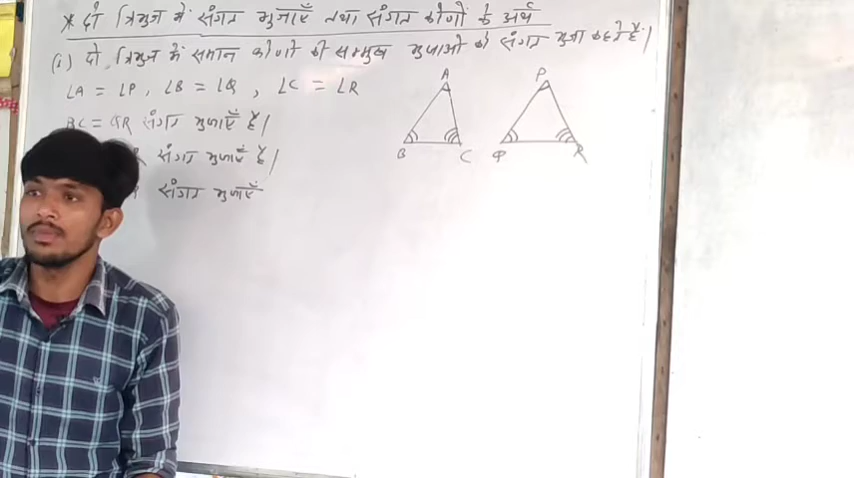 * दो त्रिभुज में संगत भुजाएँ तथा संगत कोणों के अर्थ
(i) दो त्रिभुज में समान कोणों की सम्मुख भुजाओं को संगत भुजा कहते हैं।
∠A = ∠P, ∠B = ∠Q, ∠C = ∠R
A P
BC = QR संगत भुजाएँ है।
B C Q R
R संगत भुजाएँ है।
संगत भुजाएँ